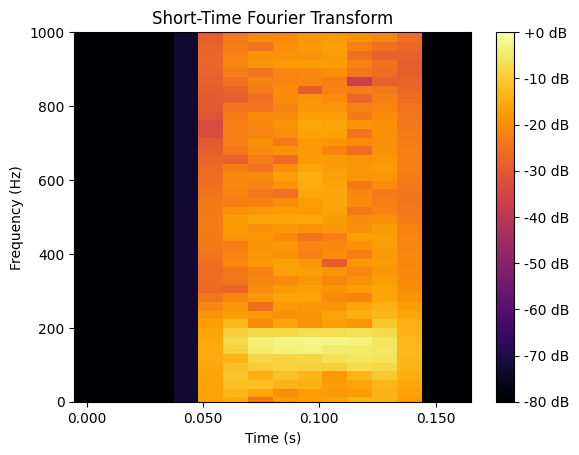 Short-Time Fourier Transform
Frequency (Hz)
1000
800
600
400
200
0
0.000
0.050
0.100
0.150
Time (s)
+0 dB
-10 dB
-20 dB
-30 dB
-40 dB
-50 dB
-60 dB
-70 dB
-80 dB